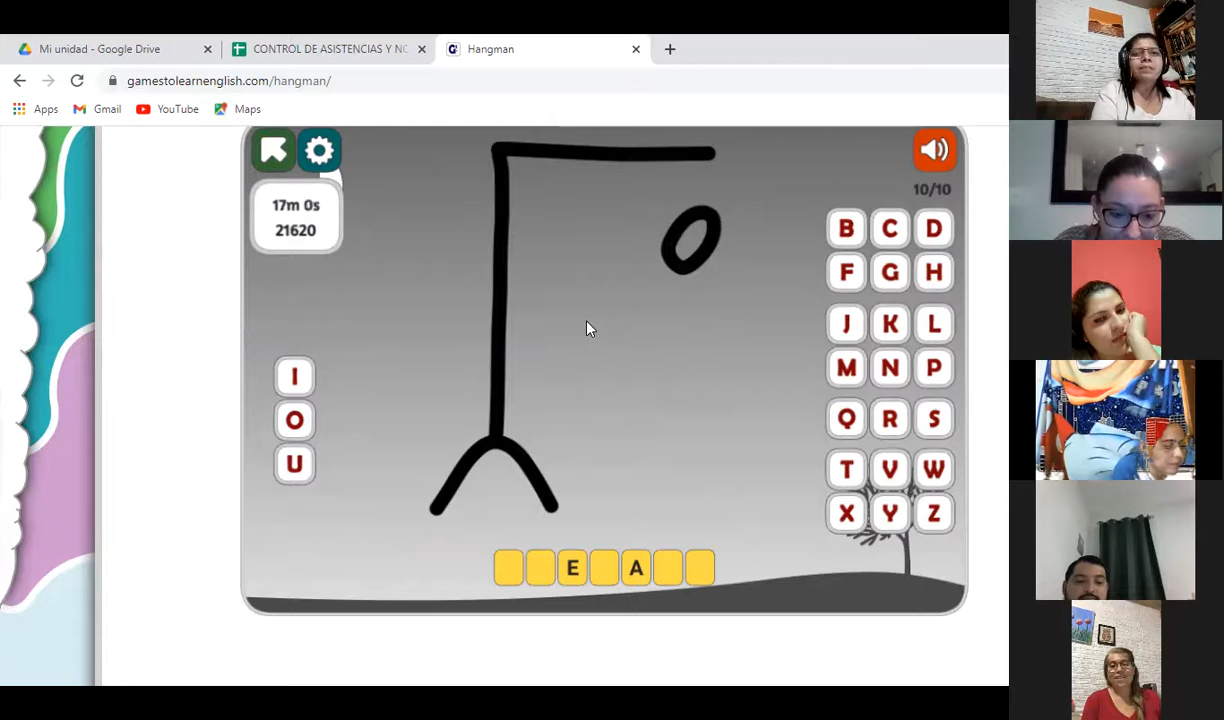 Mi unidad - Google Drive
CONTROL DE ASISTENCIAS Y NO
Hangman
gamestolearnenglish.com/hangman/
Apps
Gmail
YouTube
Maps
17m 0s
21620
10/10
B C D
F G H
J K L
M N P
Q R S
T V W
X Y Z
I
O
U
E A